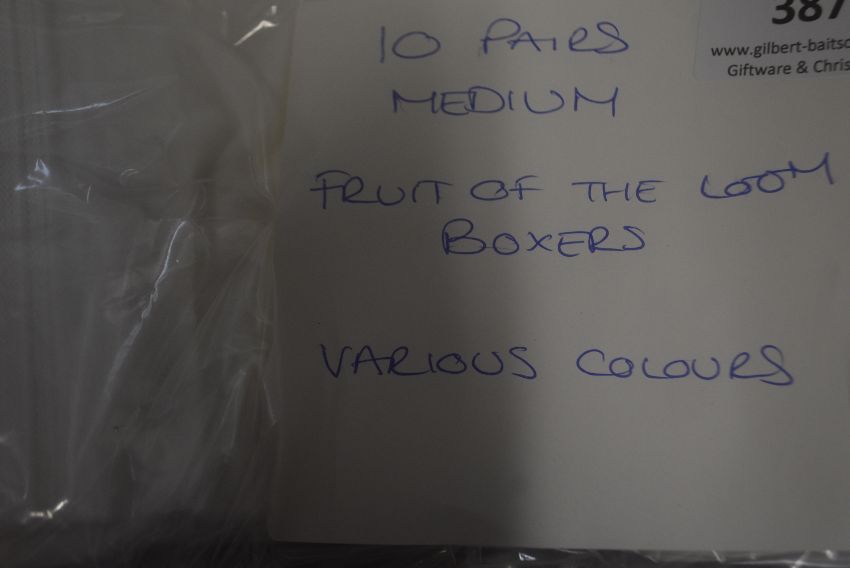 387
www.gilbert-baitso
Giftware & Chris
10 PAIRS
MEDIUM
FRUIT OF THE LOOM
BOXERS
VARIOUS COLOURS